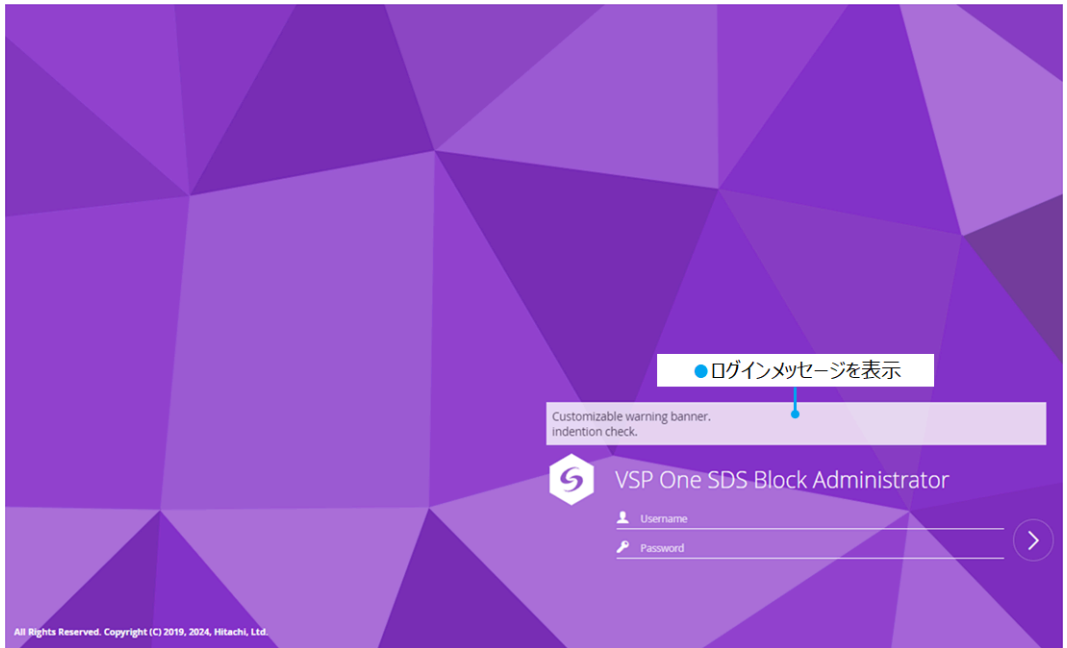 ●ログインメッセージを表示
Customizable warning banner.
indention check.
VSP One SDS Block Administrator
Username
Password
All Rights Reserved. Copyright (C) 2019, 2024, Hitachi, Ltd.